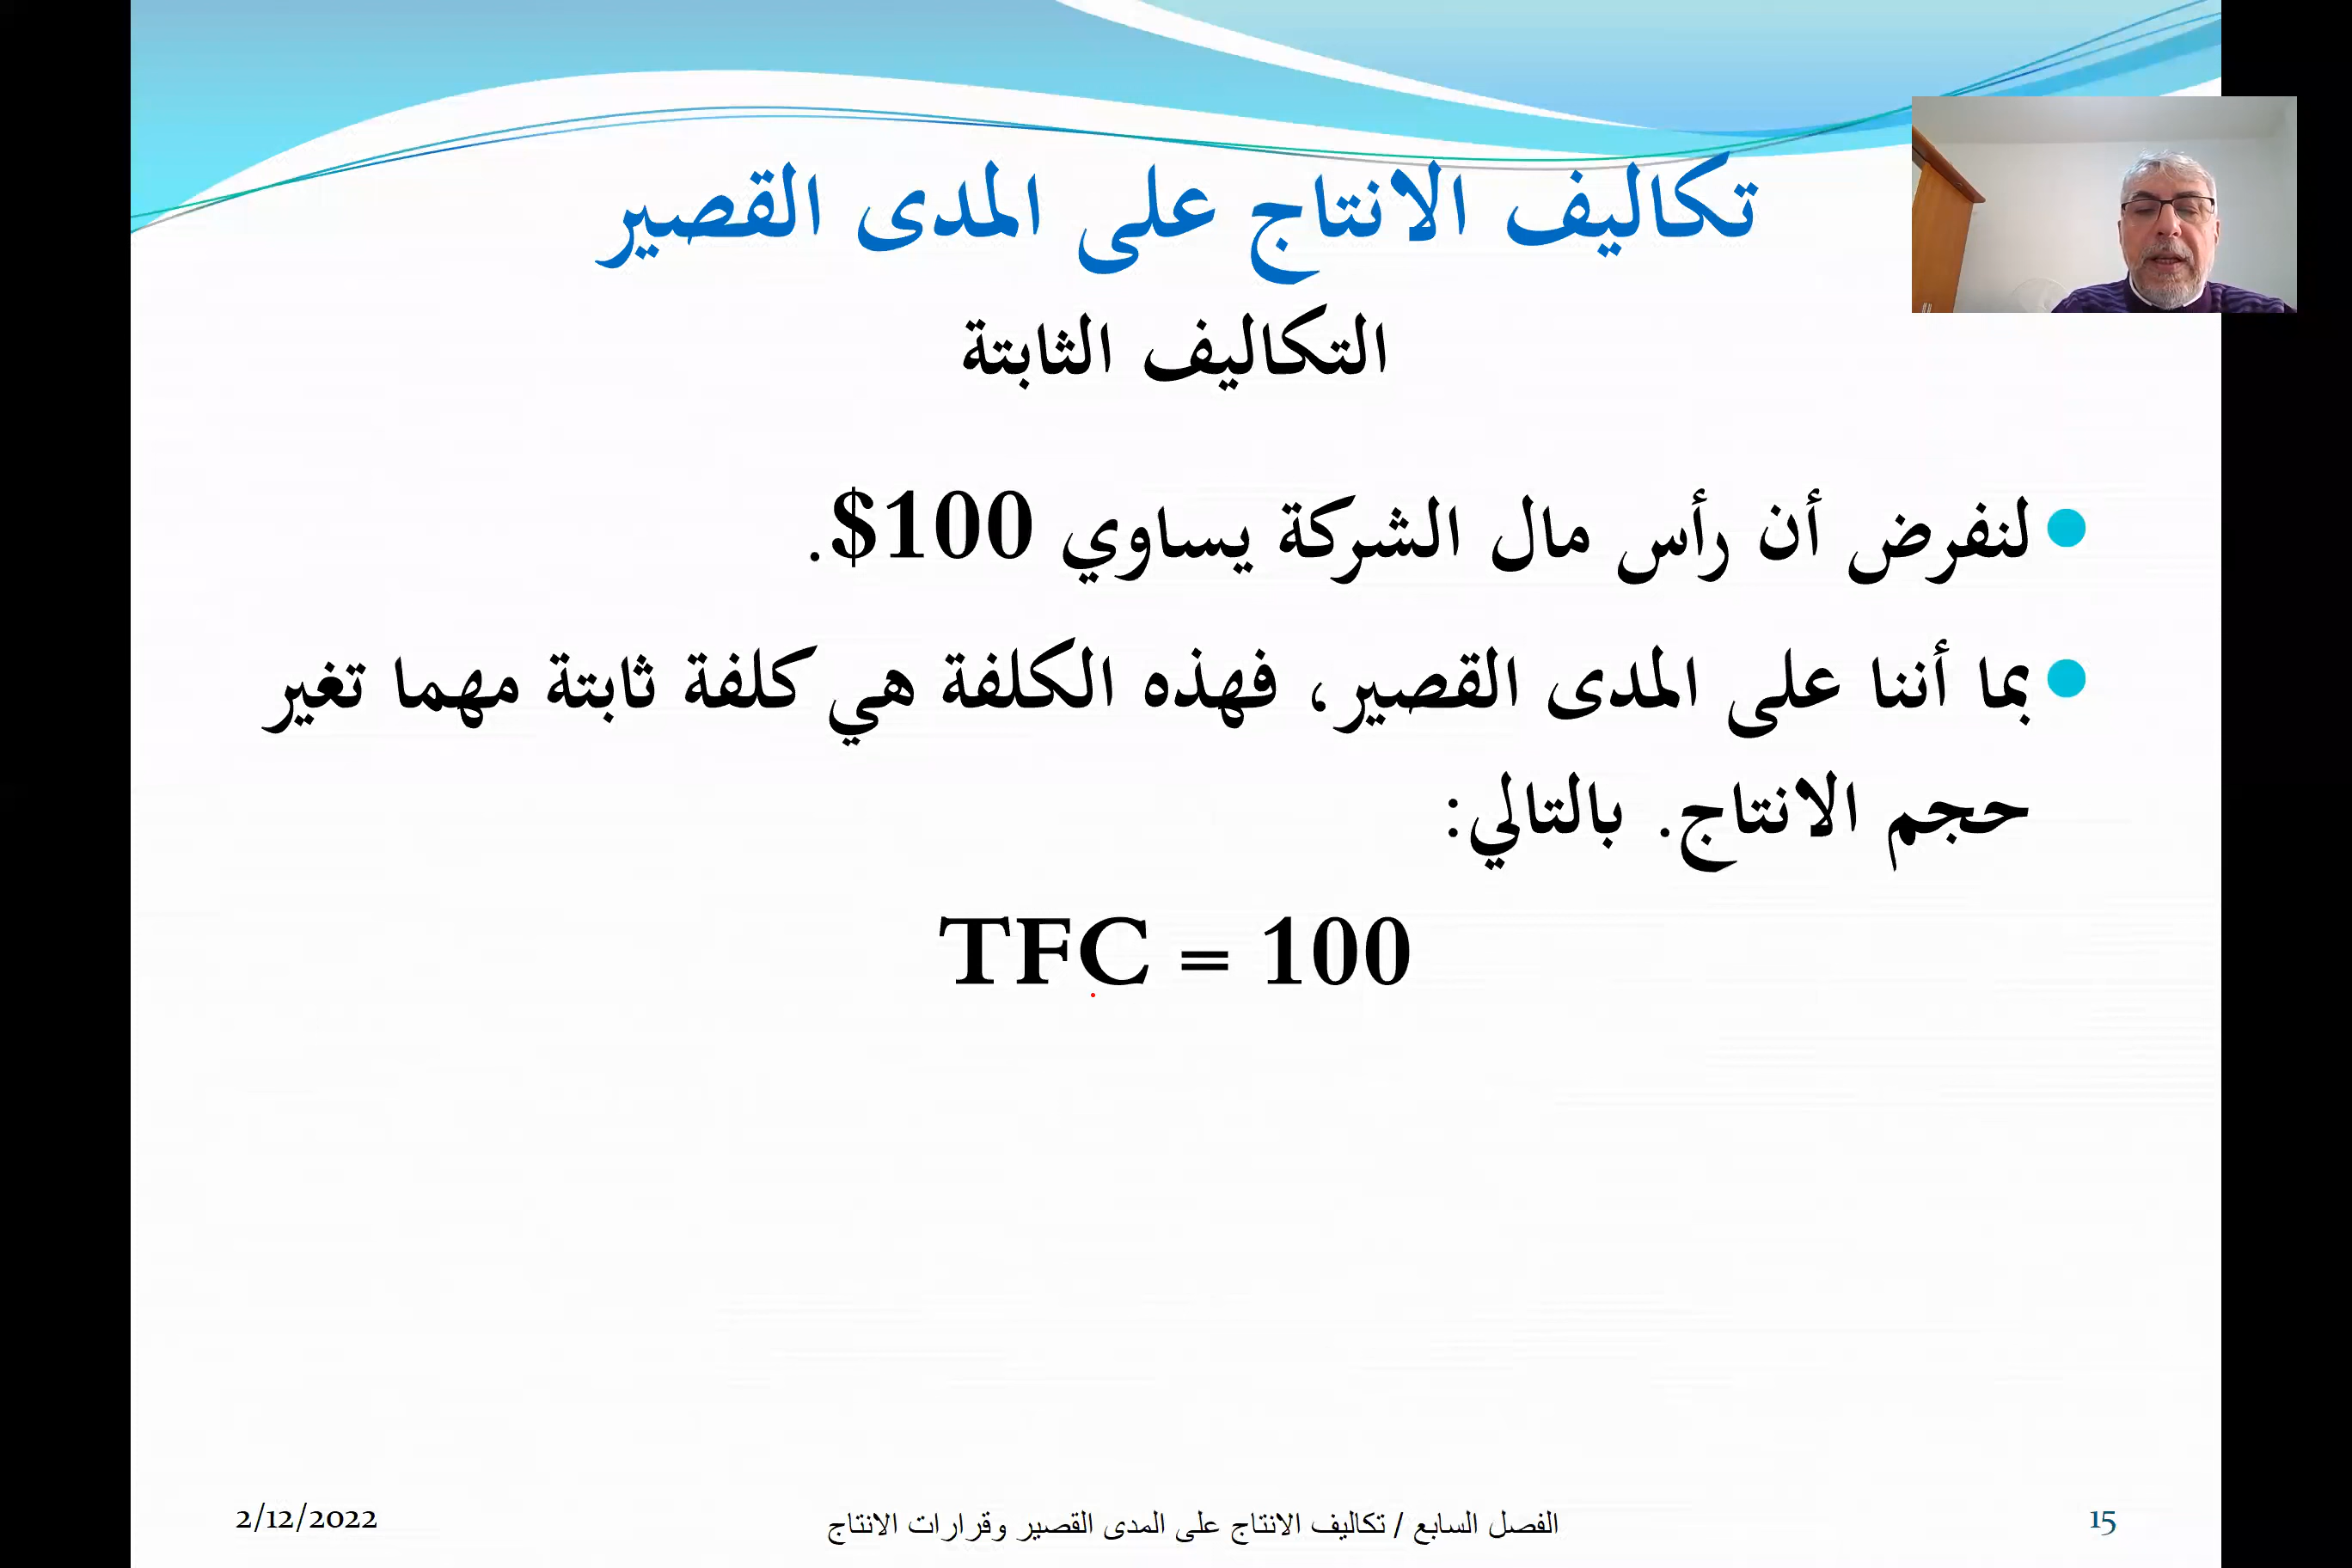 تكاليف الانتاج على المدى القصير
التكاليف الثابتة
لنفرض أن رأس مال الشركة يساوي 100$.
بما أننا على المدى القصير، فهذه الكلفة هي كلفة ثابتة مهما تغير
حجم الانتاج. بالتالي:
TFC = 100
2/12/2022
الفصل السابع / تكاليف الانتاج على المدى القصير وقرارات الانتاج
15